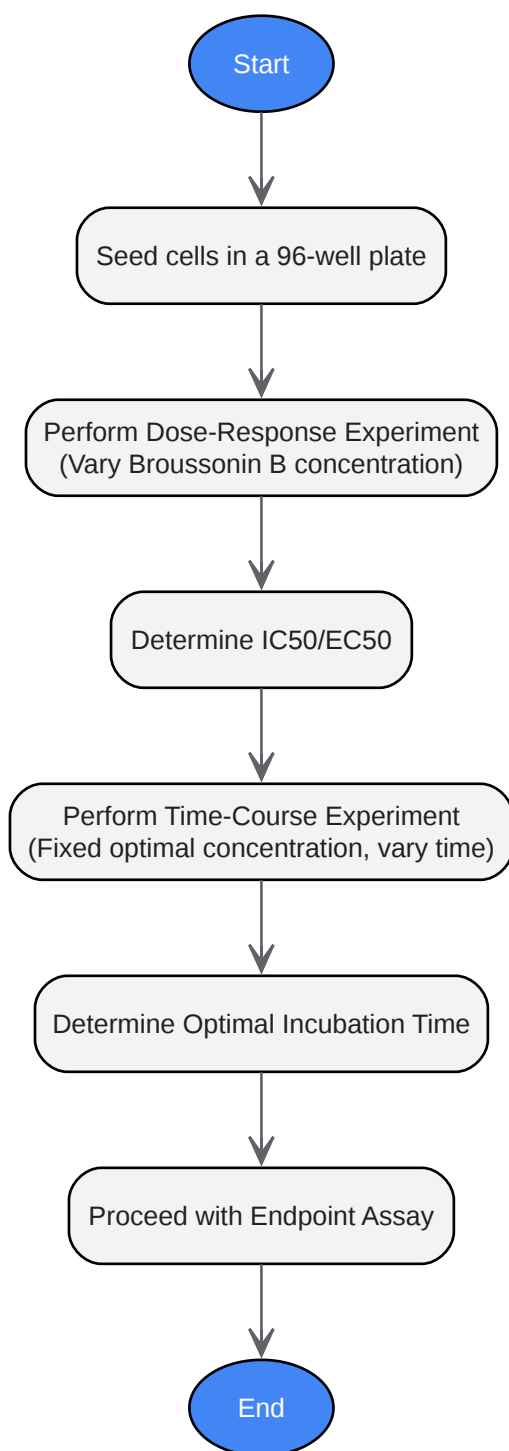 Start
Seed cells in a 96-well plate
Perform Dose-Response Experiment
(Vary Broussonin B concentration)
Determine IC50/EC50
Perform Time-Course Experiment
(Fixed optimal concentration, vary time)
Determine Optimal Incubation Time
Proceed with Endpoint Assay
End